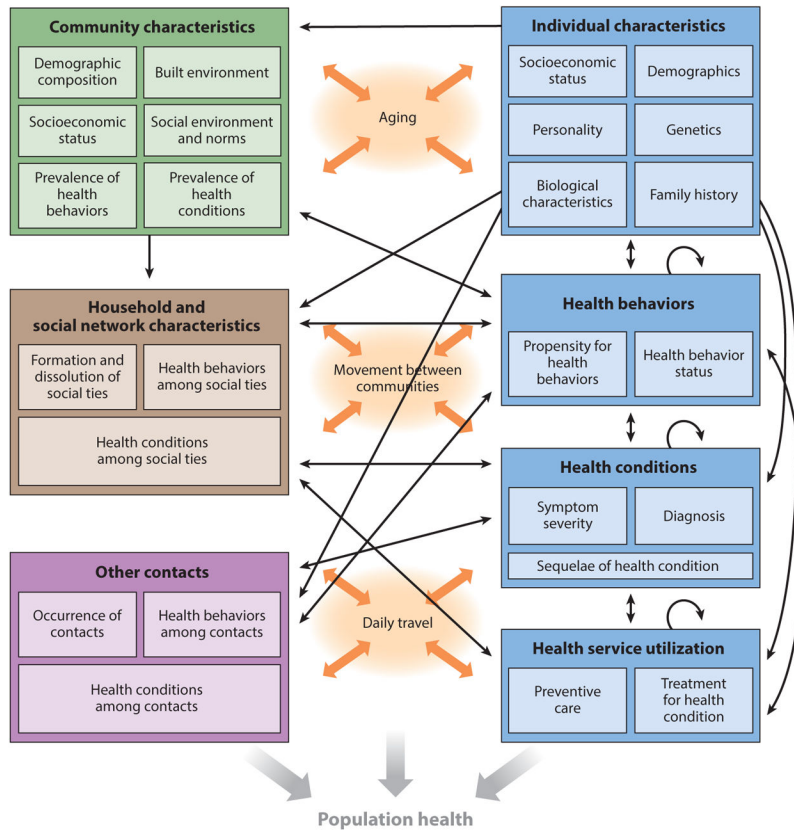 Community characteristics
Demographic
composition
Built environment
Socioeconomic
status
Social environment
and norms
Prevalence of
health
behaviors
Prevalence of
health
conditions
Household and
social network characteristics
Formation and
dissolution of
social ties
Health behaviors
among social ties
Health conditions
among social ties
Other contacts
Occurrence of
contacts
Health behaviors
among contacts
Health conditions
among contacts
Aging
Movement between
communities
Daily travel
Individual characteristics
Socioeconomic
status
Demographics
Personality
Genetics
Biological
characteristics
Family history
Health behaviors
Propensity for
health
behaviors
Health behavior
status
Health conditions
Symptom
severity
Diagnosis
Sequelae of health condition
Health service utilization
Preventive
care
Treatment
for health
condition
Population health